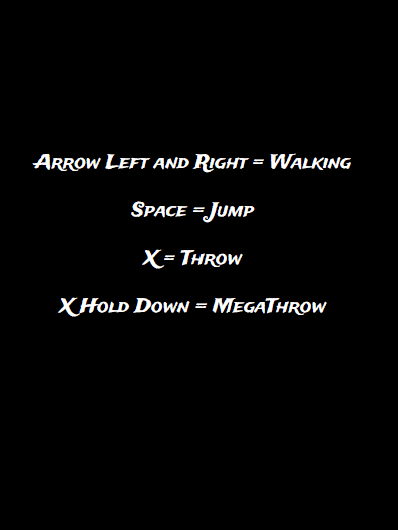 Arrow Left and Right = Walking
Space = Jump
X = Throw
X Hold Down = MegaThrow